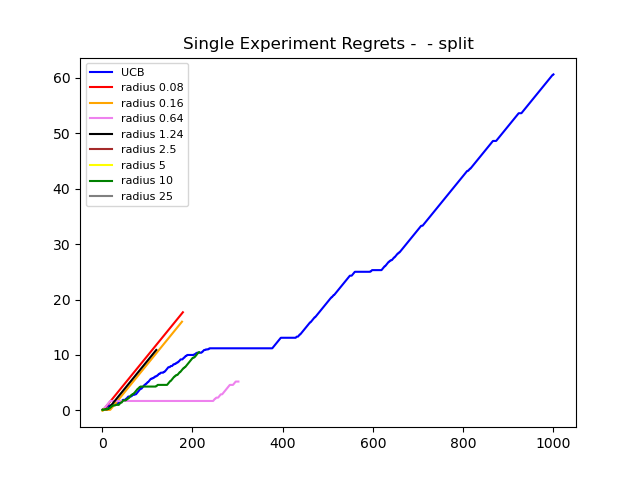 Single Experiment Regrets -  - split
UCB
radius 0.08
radius 0.16
radius 0.64
radius 1.24
radius 2.5
radius 5
radius 10
radius 25
60
50
40
30
20
10
0
0 200 400 600 800 1000